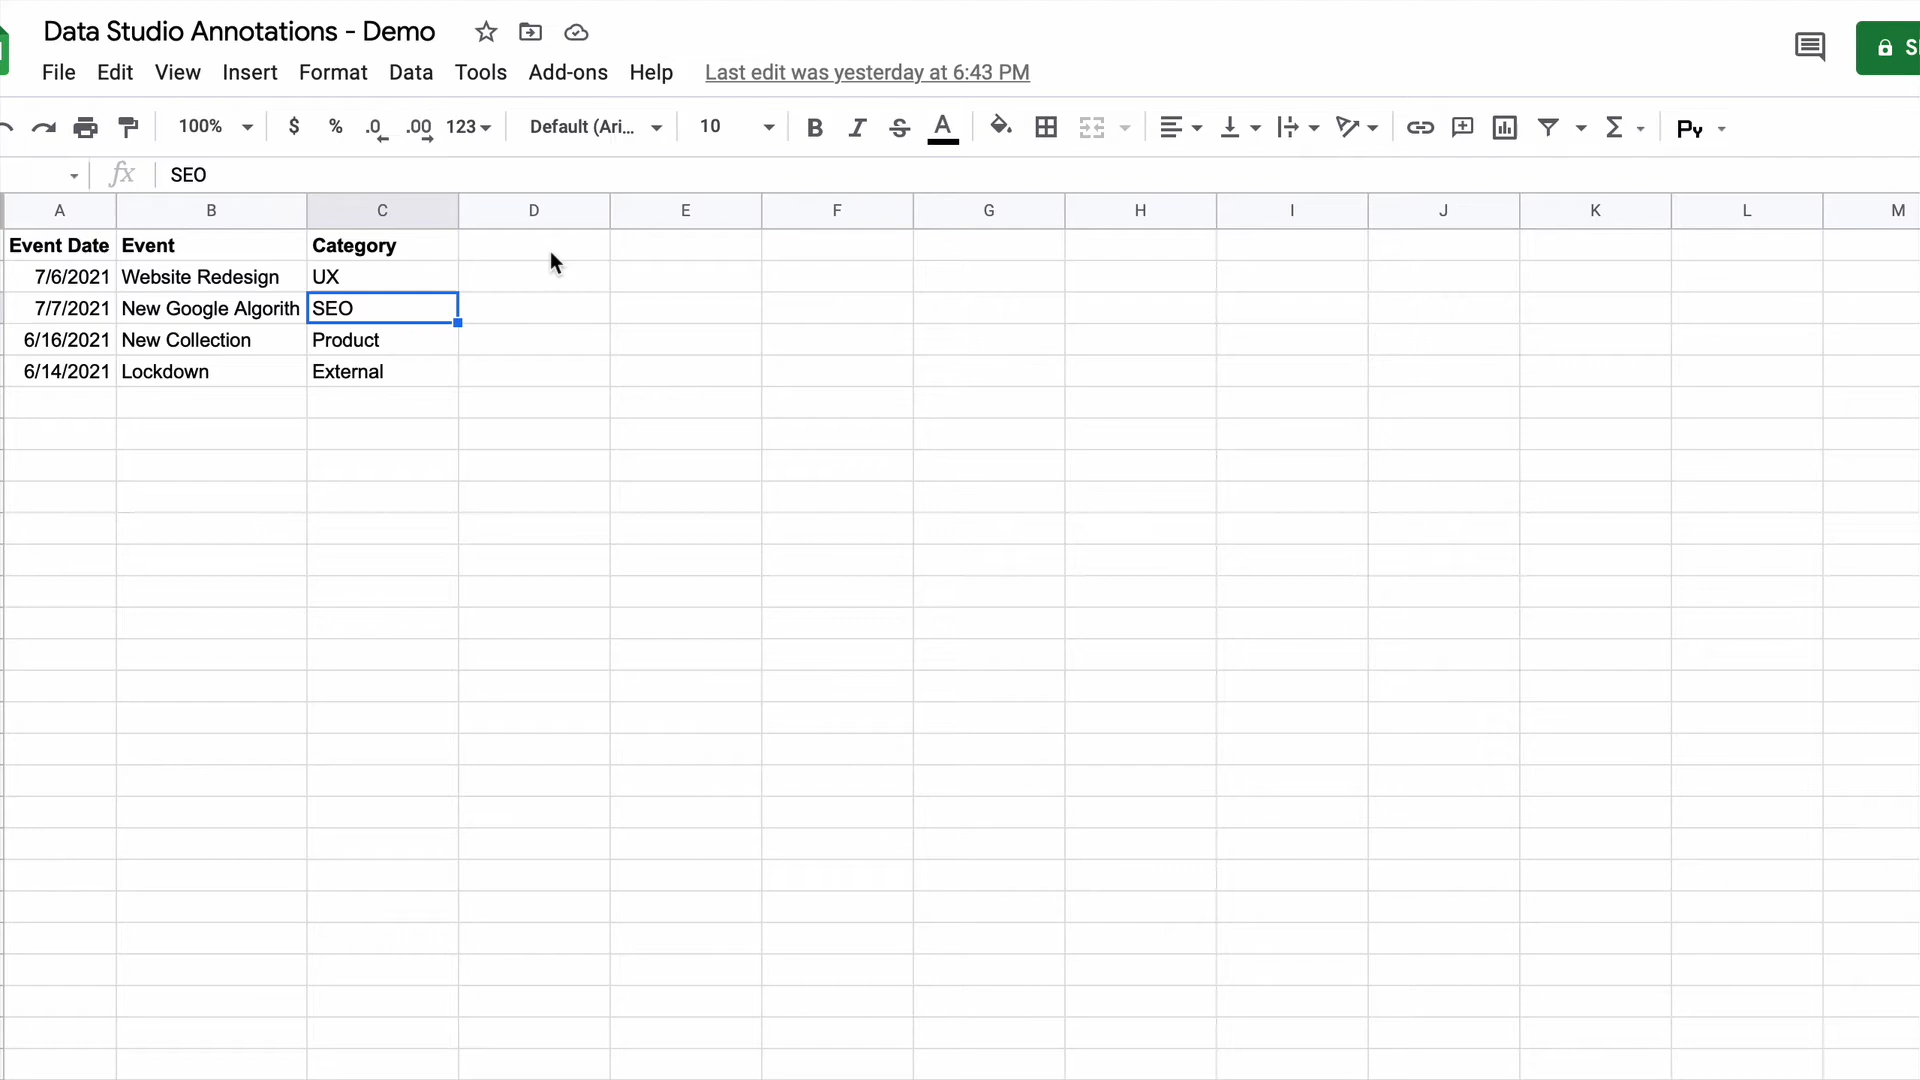 Data Studio Annotations - Demo
File Edit View Insert Format Data Tools Add-ons Help Last edit was yesterday at 6:43 PM
100% $ % .0 .00 123 Default (Ari... 10 B I S A Σ Py
fx SEO
A B C D E F G H I J K L M
Event Date Event Category
7/6/2021 Website Redesign UX
7/7/2021 New Google Algorith SEO
6/16/2021 New Collection Product
6/14/2021 Lockdown External